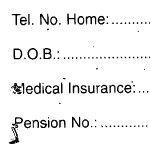 Tel. No. Home:...........
D.O.B.:.....................
Medical Insurance:...
Pension No.:............